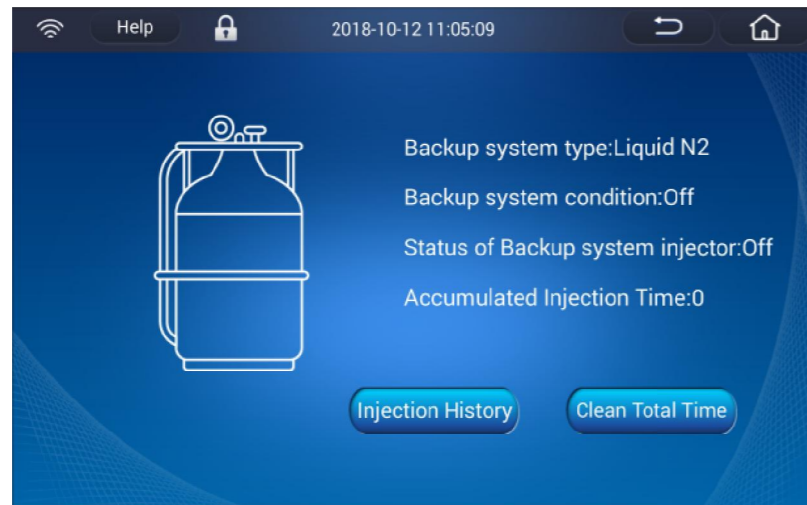 Help
2018-10-12 11:05:09
Backup system type:Liquid N2
Backup system condition:Off
Status of Backup system injector:Off
Accumulated Injection Time:0
Injection History
Clean Total Time